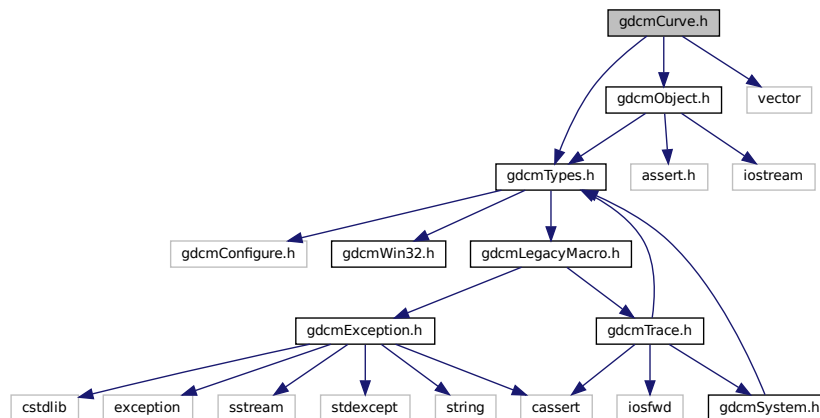 gdcmCurve.h
gdcmObject.h
vector
gdcmTypes.h
assert.h
iostream
gdcmConfigure.h
gdcmWin32.h
gdcmLegacyMacro.h
gdcmException.h
gdcmTrace.h
cstdlib
exception
sstream
stdexcept
string
cassert
iosfwd
gdcmSystem.h